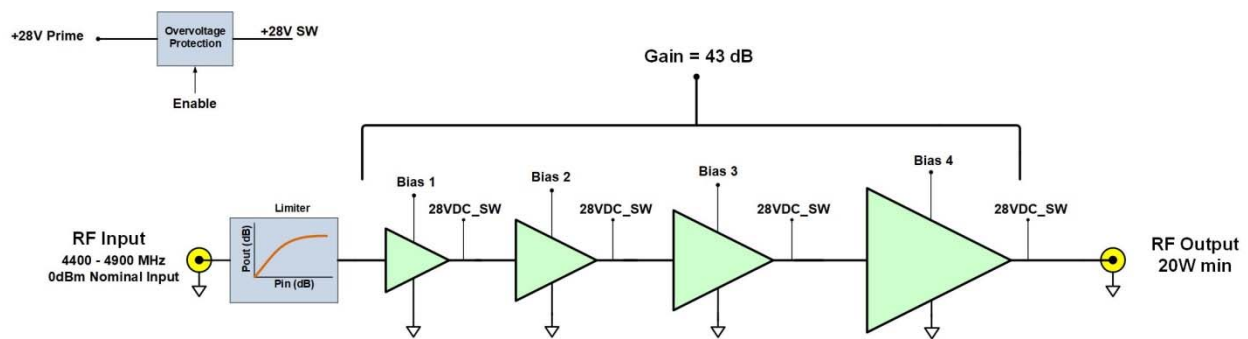 +28V Prime
Overvoltage
Protection
+28V SW
Enable
Gain = 43 dB
Bias 1
Bias 2
Bias 3
Bias 4
28VDC_SW
28VDC_SW
28VDC_SW
28VDC_SW
Limiter
Pout (dB)
Pin (dB)
RF Input
4400 - 4900 MHz
0dBm Nominal Input
RF Output
20W min